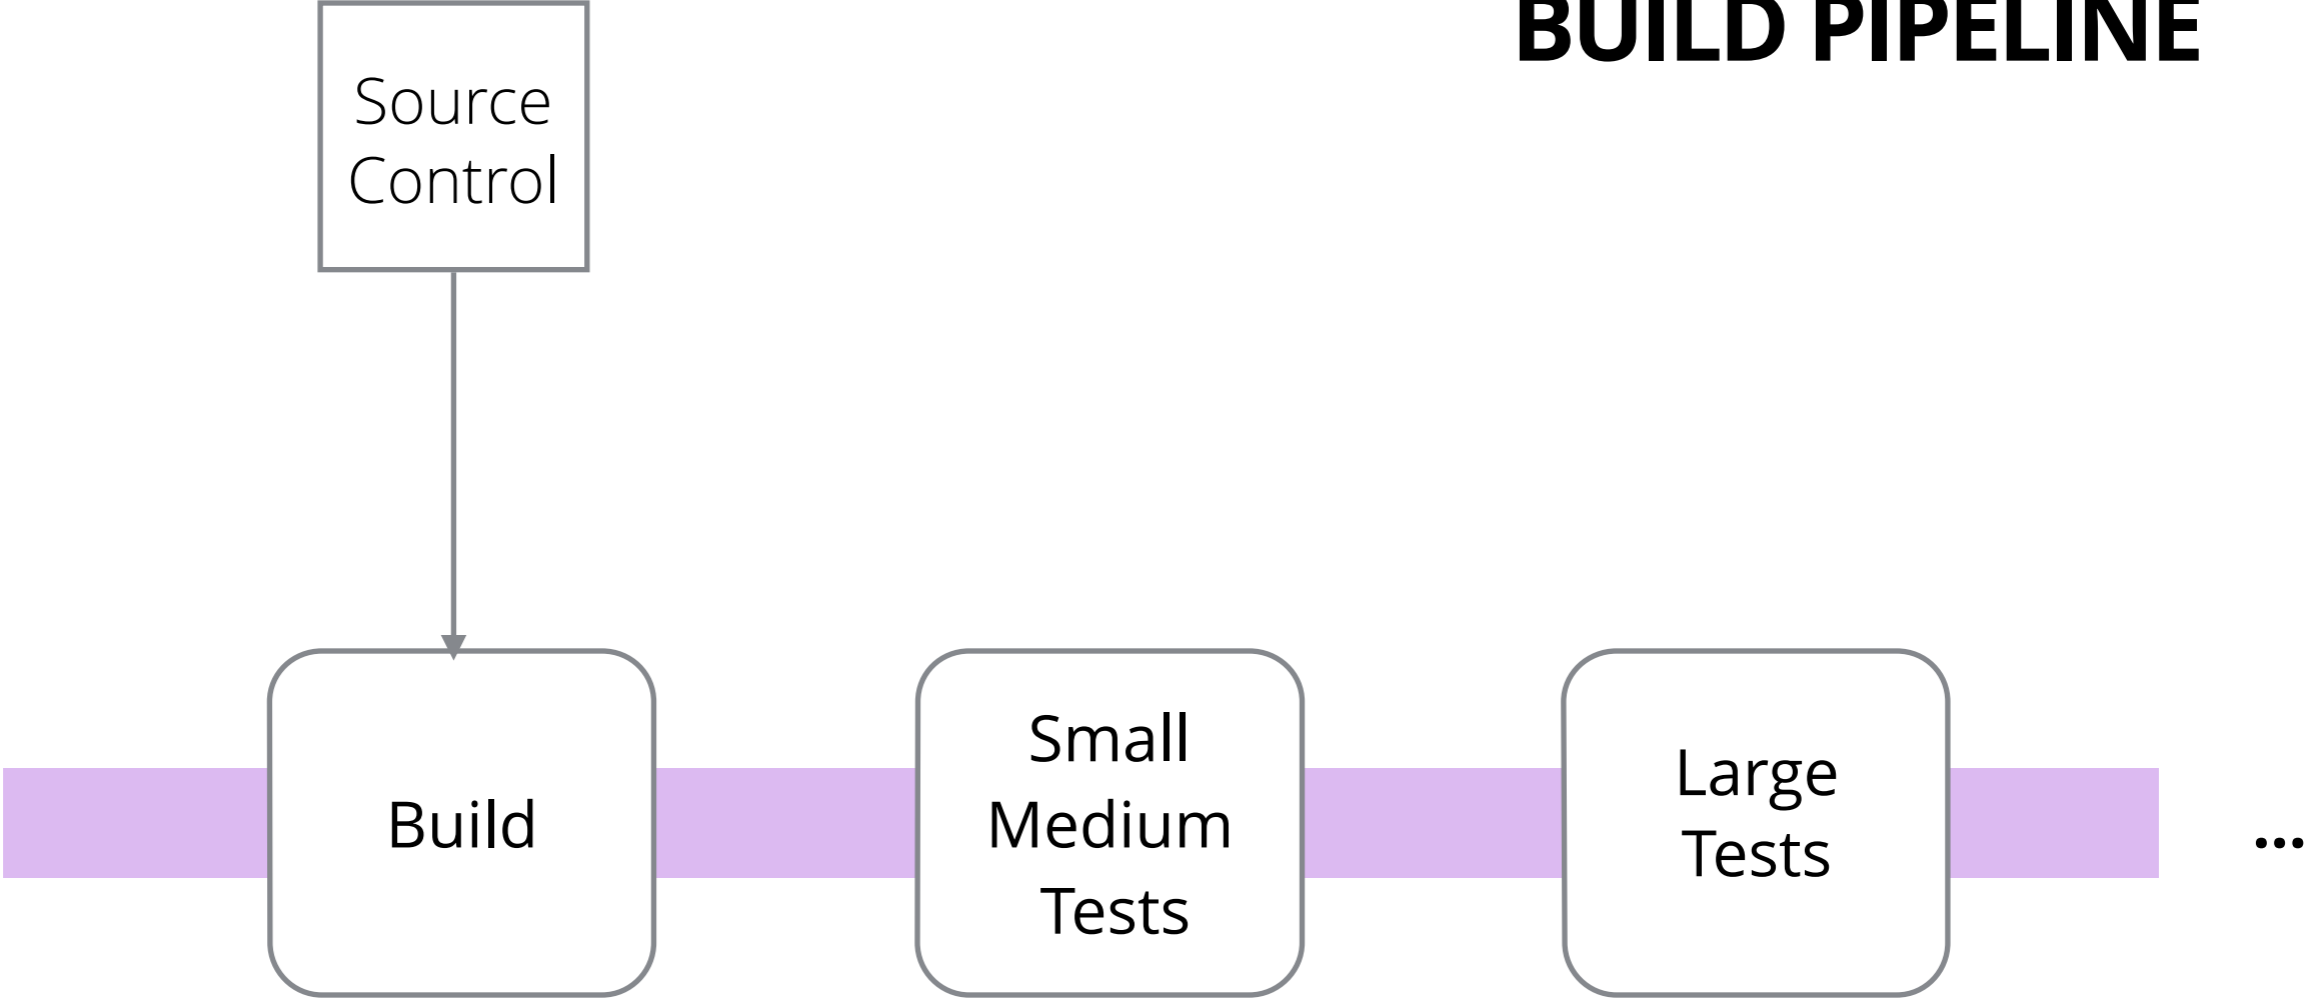 BUILD PIPELINE
Source
Control
Build
Small
Medium
Tests
Large
Tests
...